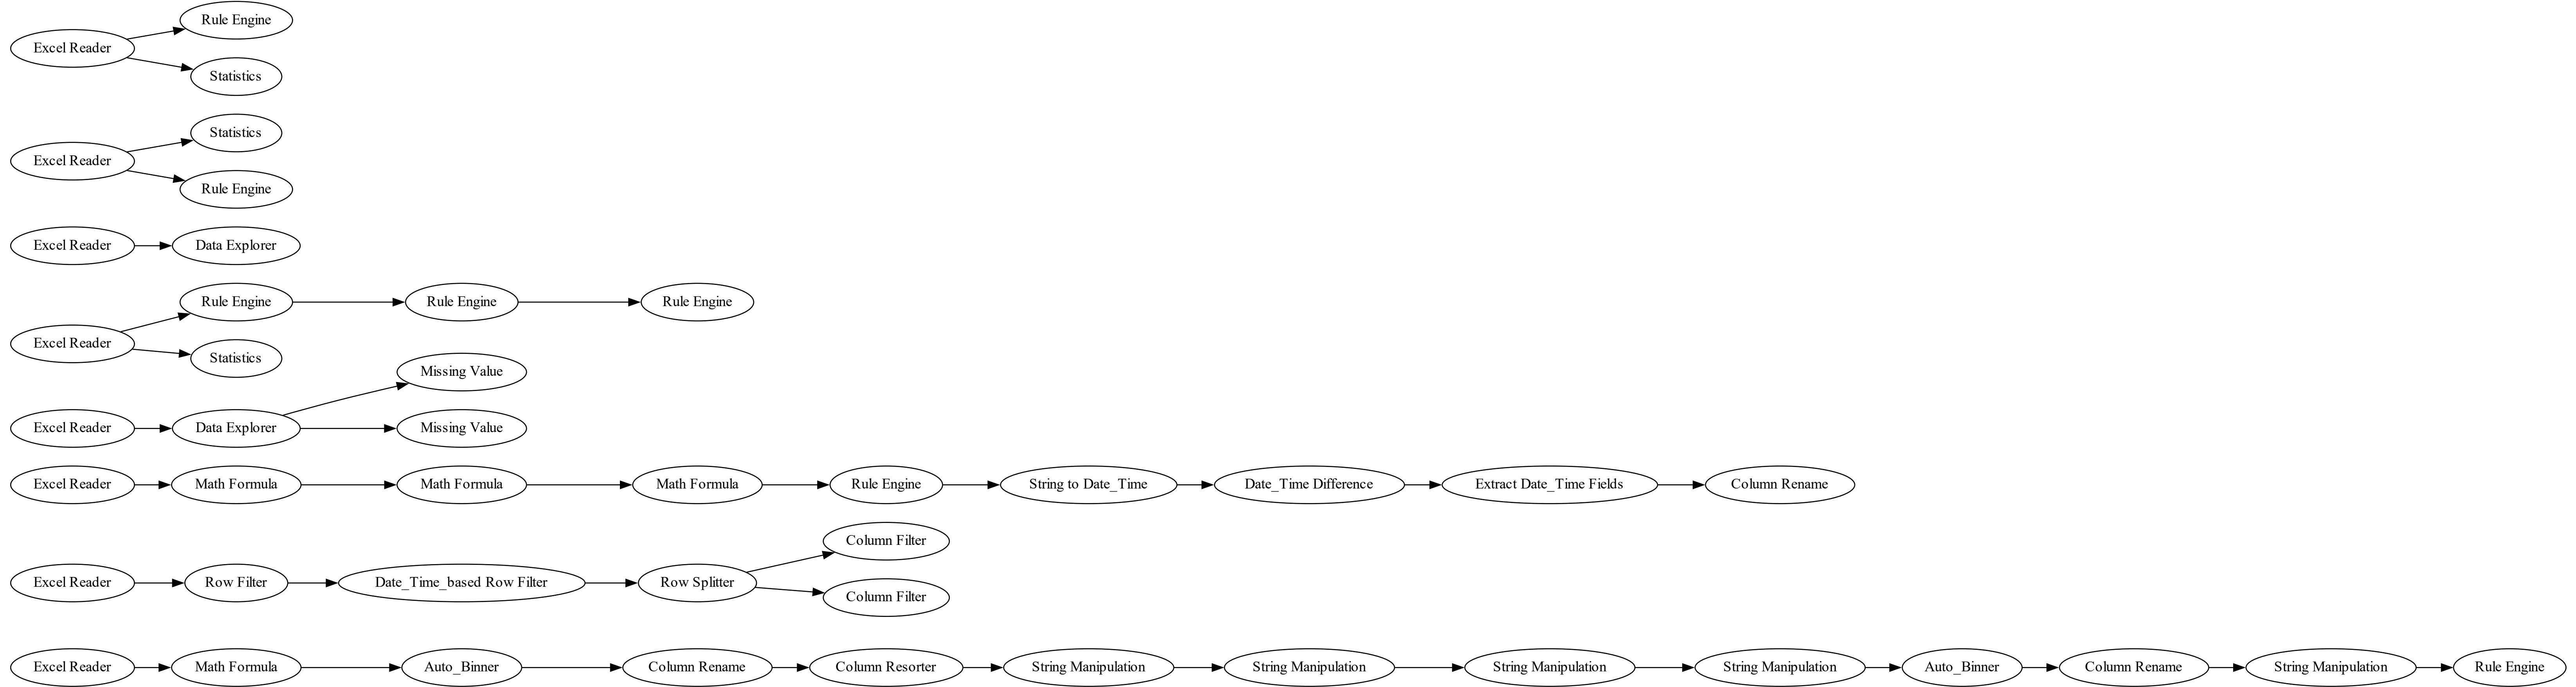 Rule Engine
Excel Reader
Statistics
Statistics
Excel Reader
Rule Engine
Excel Reader
Data Explorer
Rule Engine
Rule Engine
Rule Engine
Excel Reader
Statistics
Missing Value
Excel Reader
Data Explorer
Missing Value
Excel Reader
Math Formula
Math Formula
Math Formula
Rule Engine
String to Date_Time
Date_Time Difference
Extract Date_Time Fields
Column Rename
Column Filter
Excel Reader
Row Filter
Date_Time_based Row Filter
Row Splitter
Column Filter
Excel Reader
Math Formula
Auto_Binner
Column Rename
Column Resorter
String Manipulation
String Manipulation
String Manipulation
String Manipulation
Auto_Binner
Column Rename
String Manipulation
Rule Engine